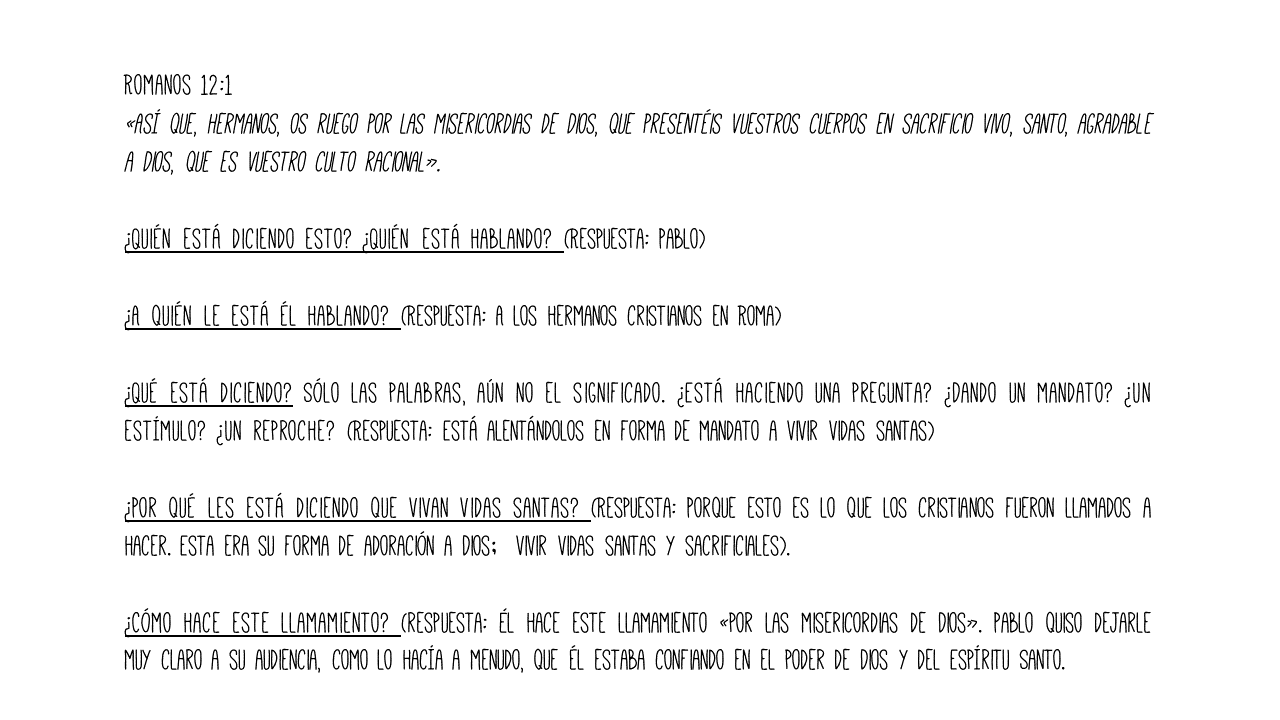 ROMANOS 12:1
«ASÍ QUE, HERMANOS, OS RUEGO POR LAS MISERICORDIAS DE DIOS, QUE PRESENTÉIS VUESTROS CUERPOS EN SACRIFICIO VIVO, SANTO, AGRADABLE
A DIOS, QUE ES VUESTRO CULTO RACIONAL».
¿QUIÉN ESTÁ DICIENDO ESTO? ¿QUIÉN ESTÁ HABLANDO? (RESPUESTA: PABLO)
¿A QUIÉN LE ESTÁ ÉL HABLANDO? (RESPUESTA: A LOS HERMANOS CRISTIANOS EN ROMA)
¿QUÉ ESTÁ DICIENDO? SÓLO LAS PALABRAS, AÚN NO EL SIGNIFICADO. ¿ESTÁ HACIENDO UNA PREGUNTA? ¿DANDO UN MANDATO? ¿UN
ESTÍMULO? ¿UN REPROCHE? (RESPUESTA: ESTÁ ALENTÁNDOLOS EN FORMA DE MANDATO A VIVIR VIDAS SANTAS)
¿POR QUÉ LES ESTÁ DICIENDO QUE VIVAN VIDAS SANTAS? (RESPUESTA: PORQUE ESTO ES LO QUE LOS CRISTIANOS FUERON LLAMADOS A
HACER. ESTA ERA SU FORMA DE ADORACIÓN A DIOS; VIVIR VIDAS SANTAS Y SACRIFICIALES).
¿CÓMO HACE ESTE LLAMAMIENTO? (RESPUESTA: ÉL HACE ESTE LLAMAMIENTO «POR LAS MISERICORDIAS DE DIOS». PABLO QUISO DEJARLE
MUY CLARO A SU AUDIENCIA, COMO LO HACÍA A MENUDO, QUE ÉL ESTABA CONFIANDO EN EL PODER DE DIOS Y DEL ESPÍRITU SANTO.